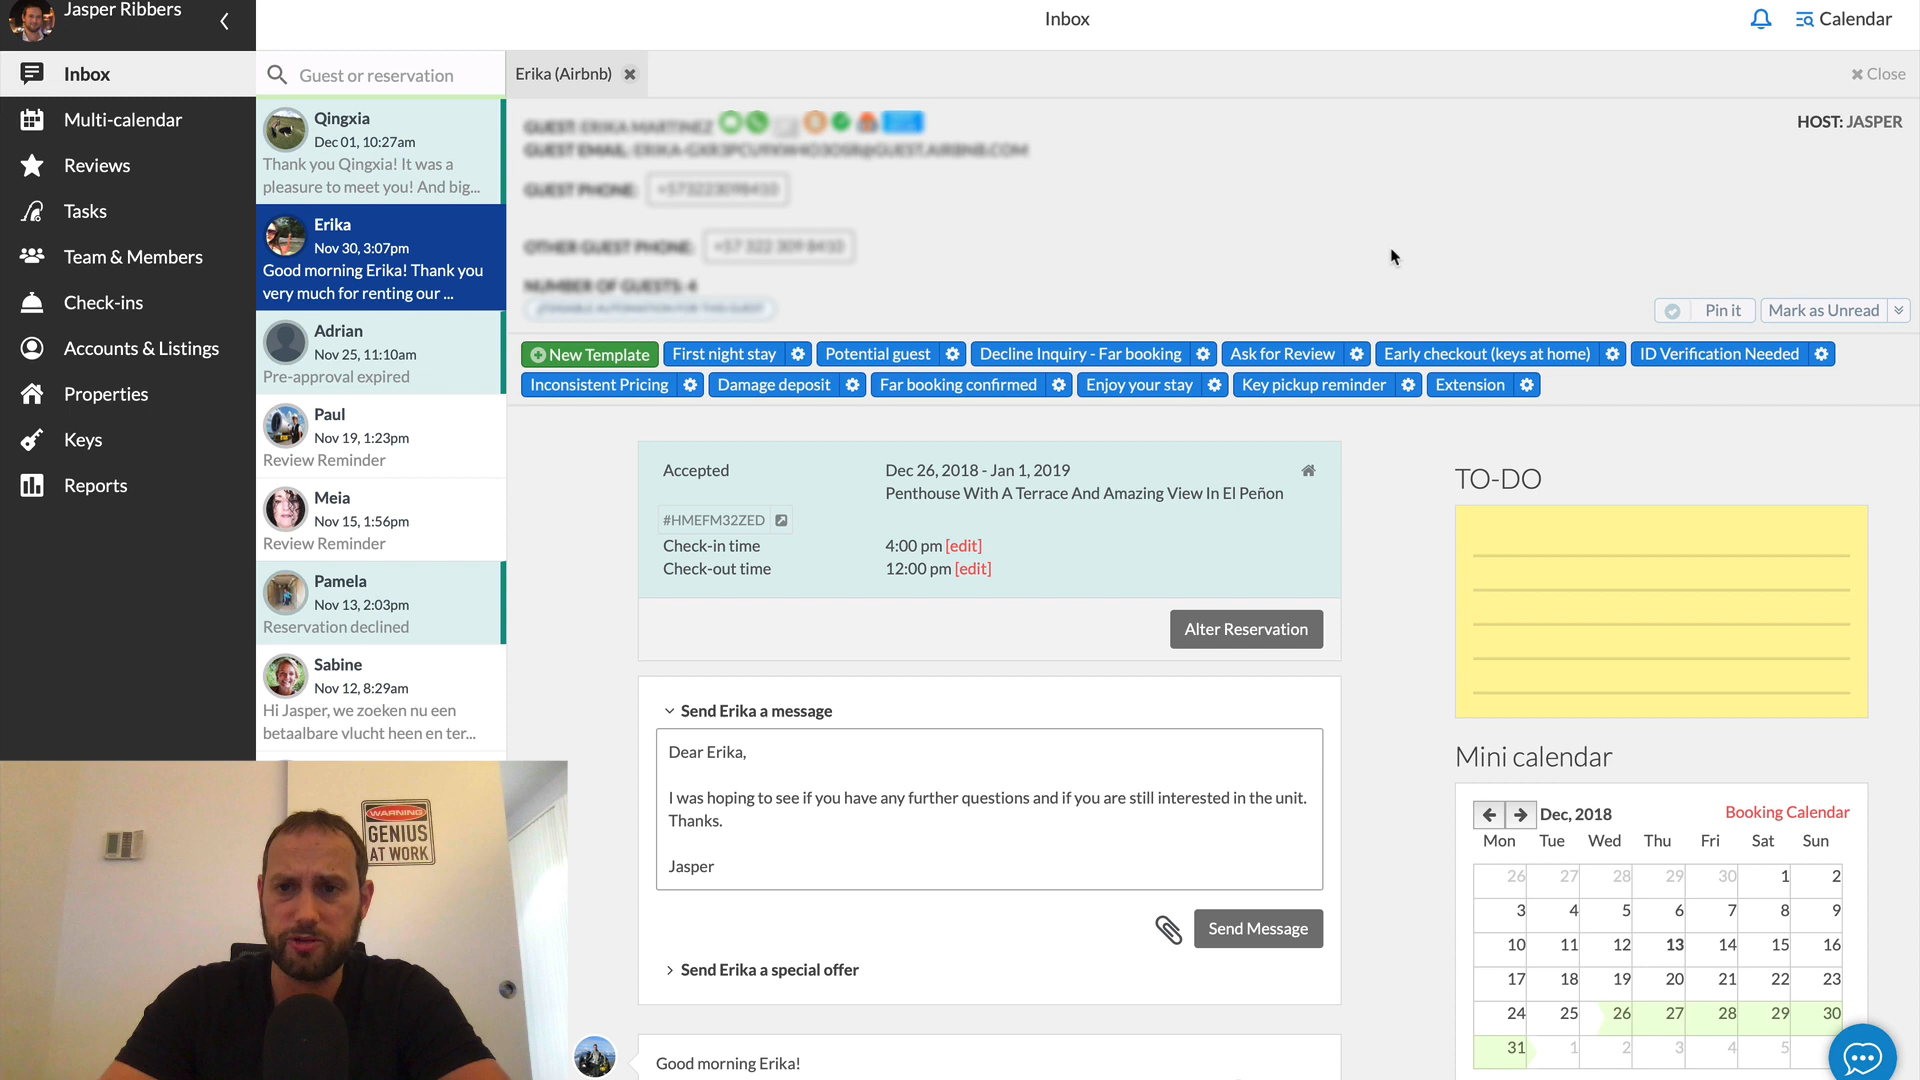 Jasper Ribbers
Inbox
Calendar
Inbox
Multi-calendar
Reviews
Tasks
Team & Members
Check-ins
Accounts & Listings
Properties
Keys
Reports
Guest or reservation
Qingxia
Dec 01, 10:27am
Thank you Qingxia! It was a
pleasure to meet you! And big...
Erika
Nov 30, 3:07pm
Good morning Erika! Thank you
very much for renting our ...
Adrian
Nov 25, 11:10am
Pre-approval expired
Paul
Nov 19, 1:23pm
Review Reminder
Meia
Nov 15, 1:56pm
Review Reminder
Pamela
Nov 13, 2:03pm
Reservation declined
Sabine
Nov 12, 8:29am
Hi Jasper, we zoeken nu een
betaalbare vlucht heen en ter...
Erika (Airbnb)
Close
HOST: JASPER
GUEST EMAIL:
GUEST PHONE:
OTHER GUEST PHONE:
NUMBER OF GUESTS: 4
Pin it Mark as Unread
New Template First night stay Potential guest Decline Inquiry - Far booking Ask for Review Early checkout (keys at home) ID Verification Needed
Inconsistent Pricing Damage deposit Far booking confirmed Enjoy your stay Key pickup reminder Extension
Accepted Dec 26, 2018 - Jan 1, 2019
Penthouse With A Terrace And Amazing View In El Peñon
#HMEFM32ZED
Check-in time 4:00 pm [edit]
Check-out time 12:00 pm [edit]
Alter Reservation
Send Erika a message
Dear Erika,
I was hoping to see if you have any further questions and if you are still interested in the unit.
Thanks.
Jasper
Send Message
Send Erika a special offer
Good morning Erika!
TO-DO
Mini calendar
Dec, 2018 Booking Calendar
Mon Tue Wed Thu Fri Sat Sun
26 27 28 29 30 1 2
3 4 5 6 7 8 9
10 11 12 13 14 15 16
17 18 19 20 21 22 23
24 25 26 27 28 29 30
31 1 2 3 4 5
WARNING
GENIUS
AT WORK